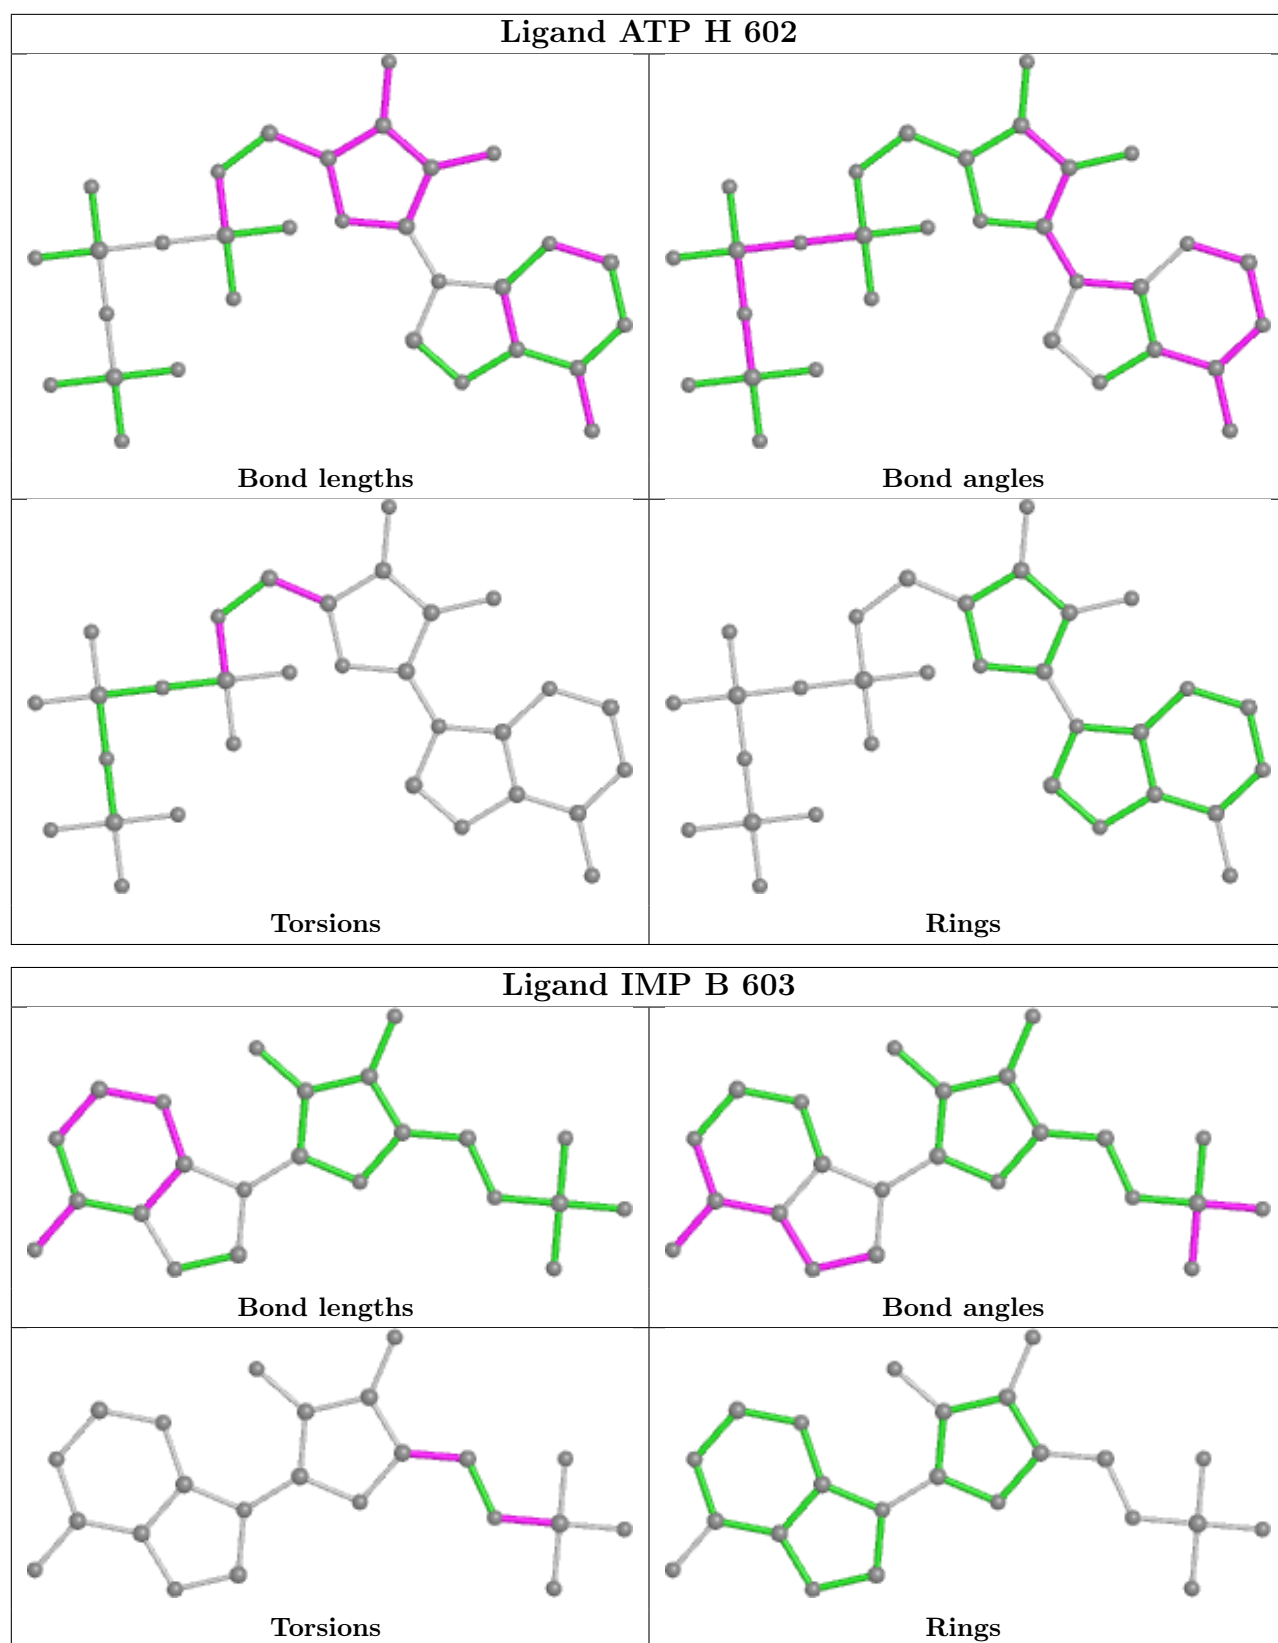 Ligand ATP H 602
Bond lengths
Bond angles
Torsions
Rings
Ligand IMP B 603
Bond lengths
Bond angles
Torsions
Rings